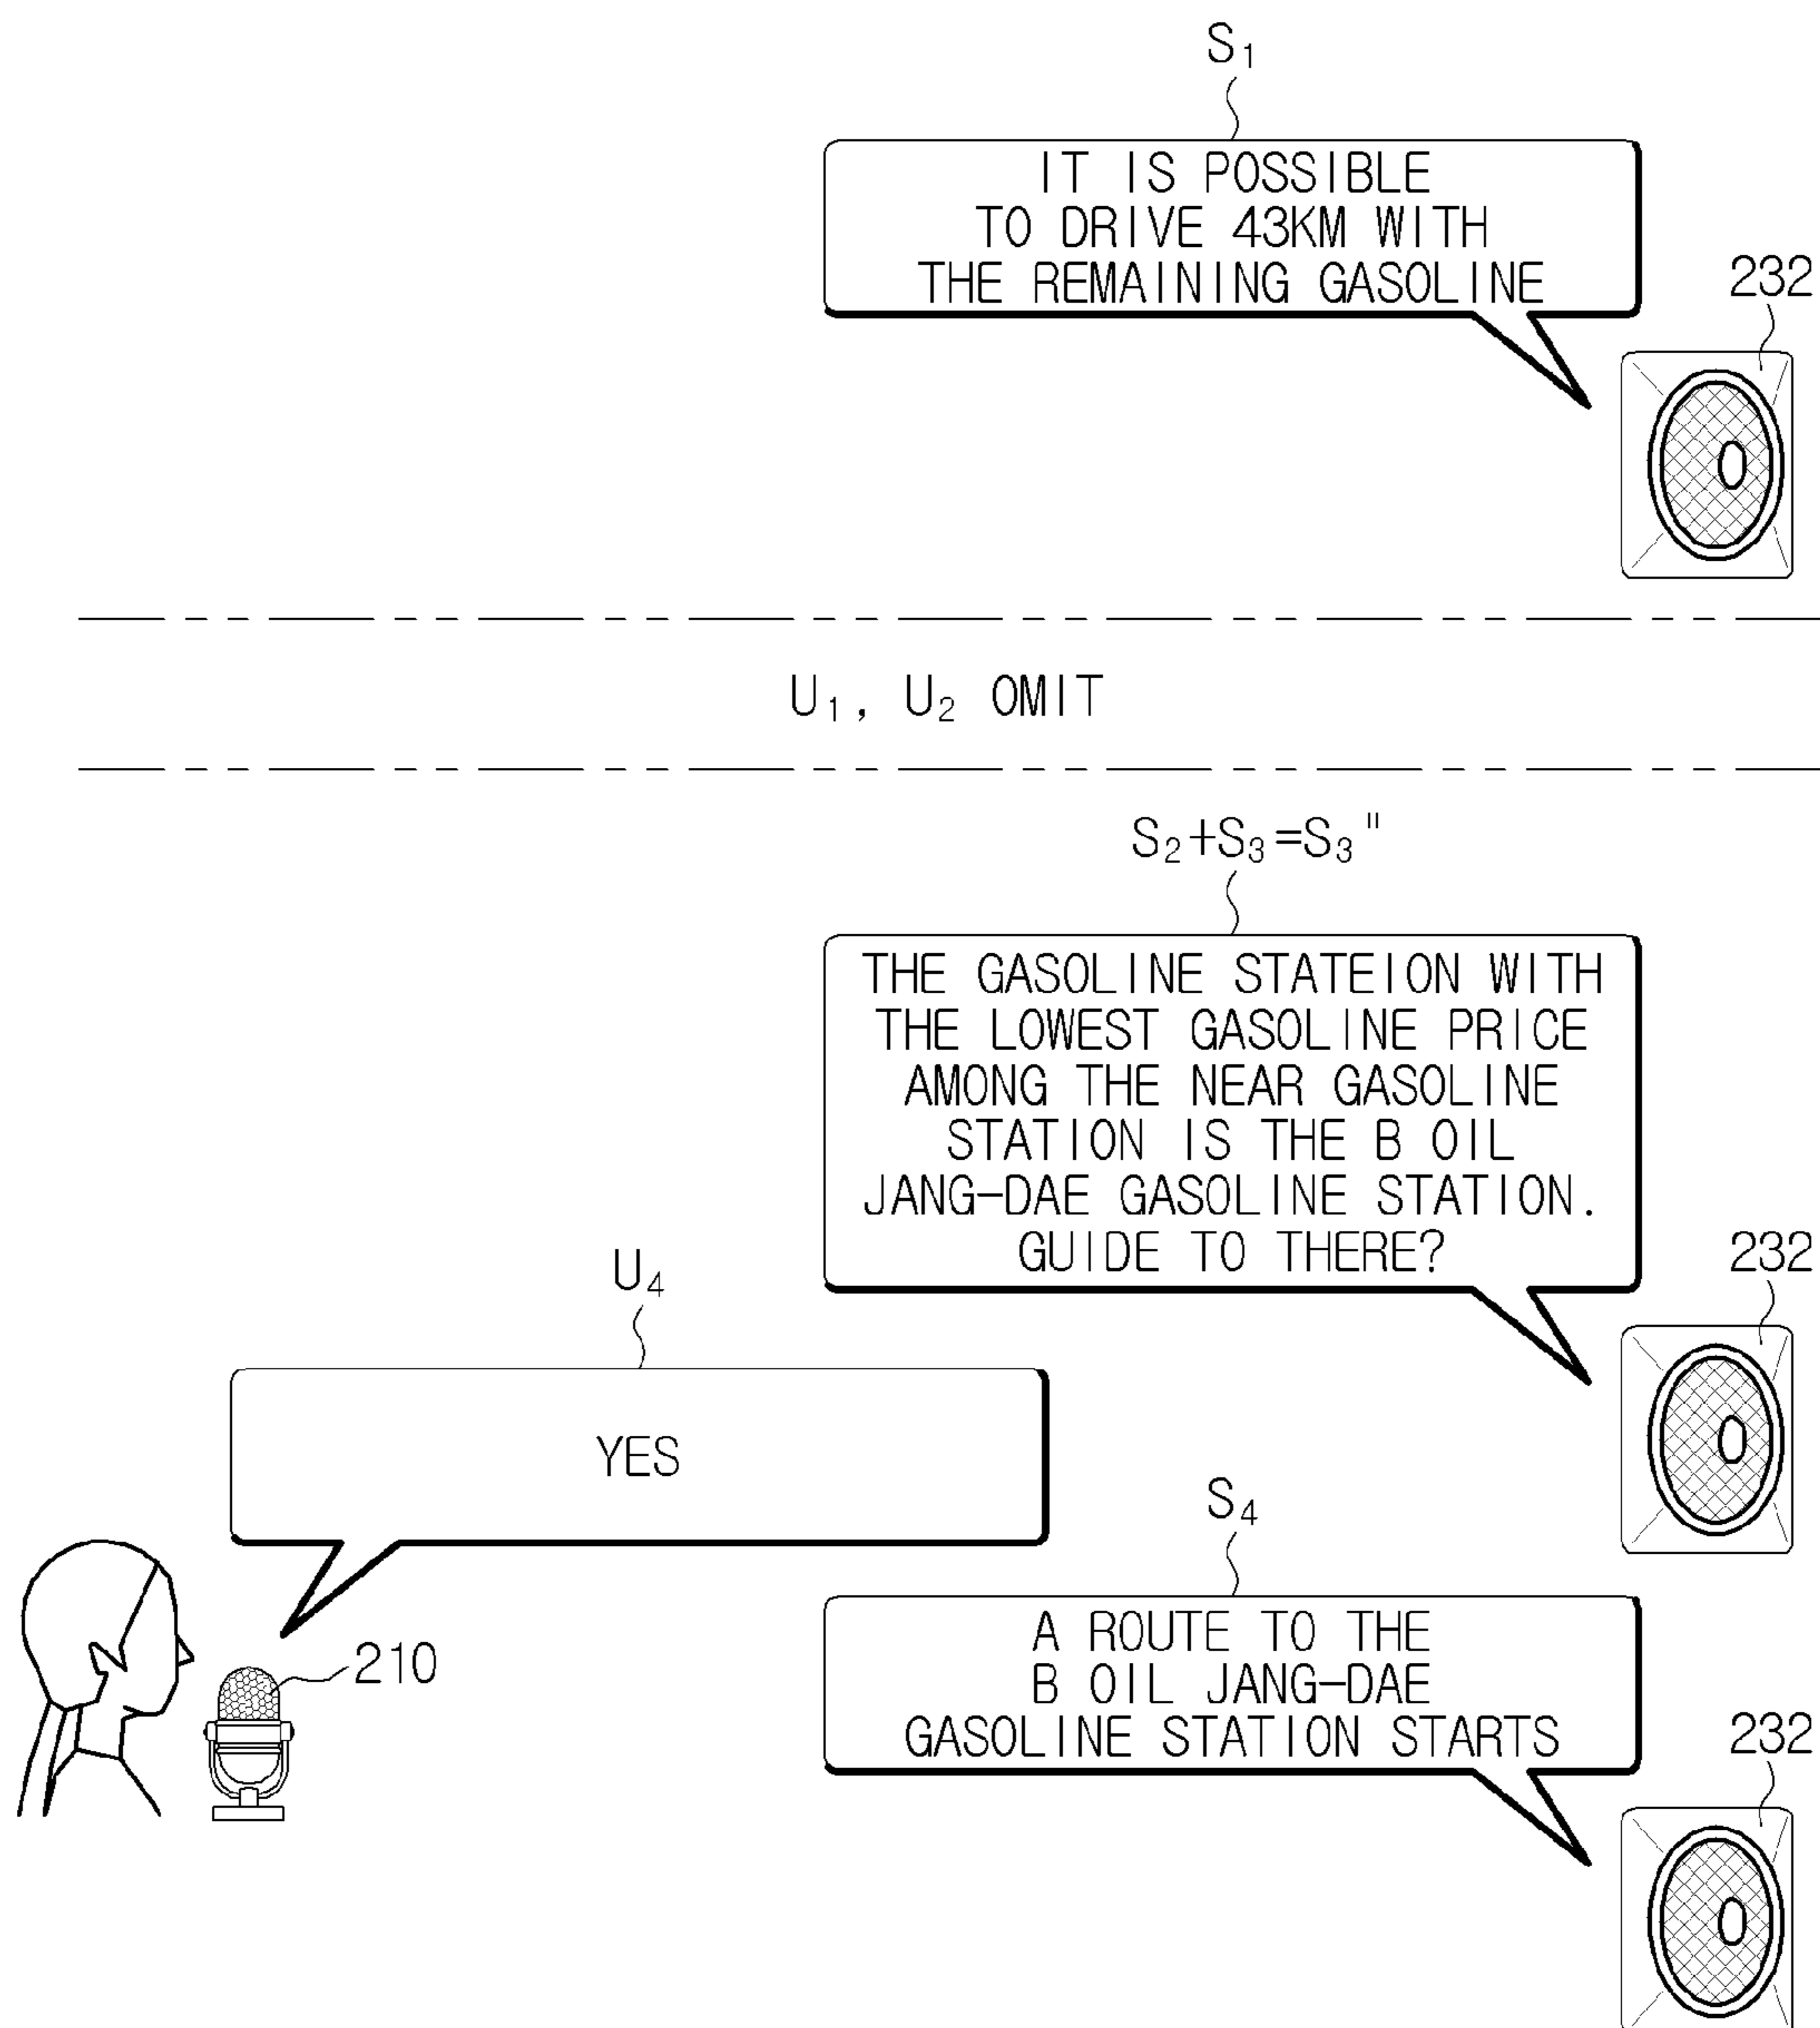 S₁
IT IS POSSIBLE
TO DRIVE 43KM WITH
THE REMAINING GASOLINE
232
U₁, U₂ OMIT
S₂+S₃=S₃"
THE GASOLINE STATEION WITH
THE LOWEST GASOLINE PRICE
AMONG THE NEAR GASOLINE
STATION IS THE B OIL
JANG-DAE GASOLINE STATION.
GUIDE TO THERE?
232
U₄
YES
210
S₄
A ROUTE TO THE
B OIL JANG-DAE
GASOLINE STATION STARTS
232